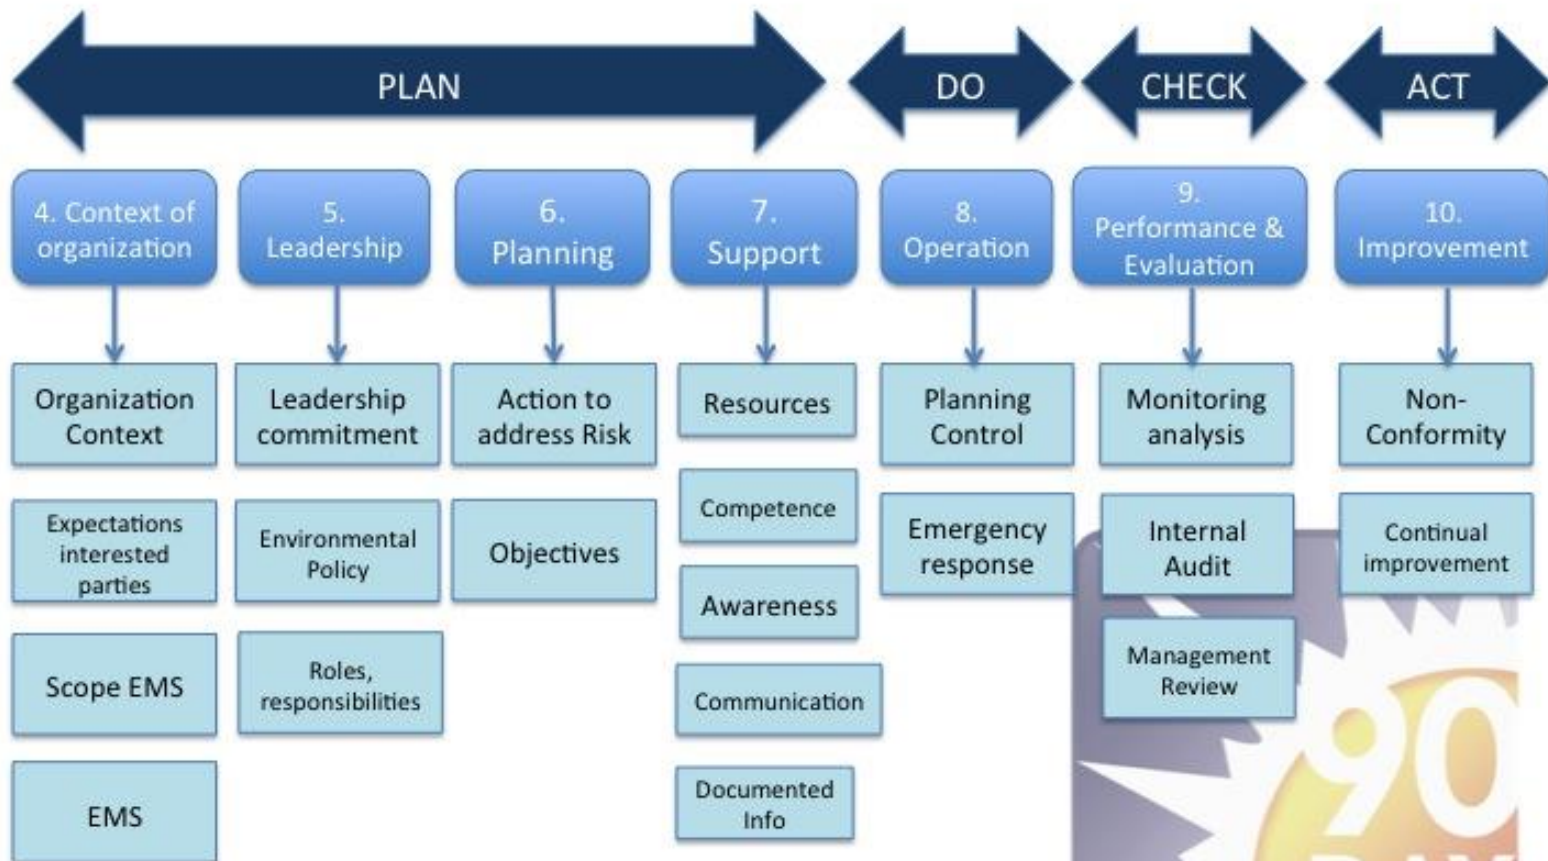 PLAN
DO
CHECK
ACT
4. Context of
organization
5.
Leadership
6.
Planning
7.
Support
8.
Operation
9.
Performance &
Evaluation
10.
Improvement
Organization
Context
Expectations
interested
parties
Scope EMS
EMS
Leadership
commitment
Environmental
Policy
Roles,
responsibilities
Action to
address Risk
Objectives
Resources
Competence
Awareness
Communication
Documented
Info
Planning
Control
Emergency
response
Monitoring
analysis
Internal
Audit
Management
Review
Non-
Conformity
Continual
improvement
90